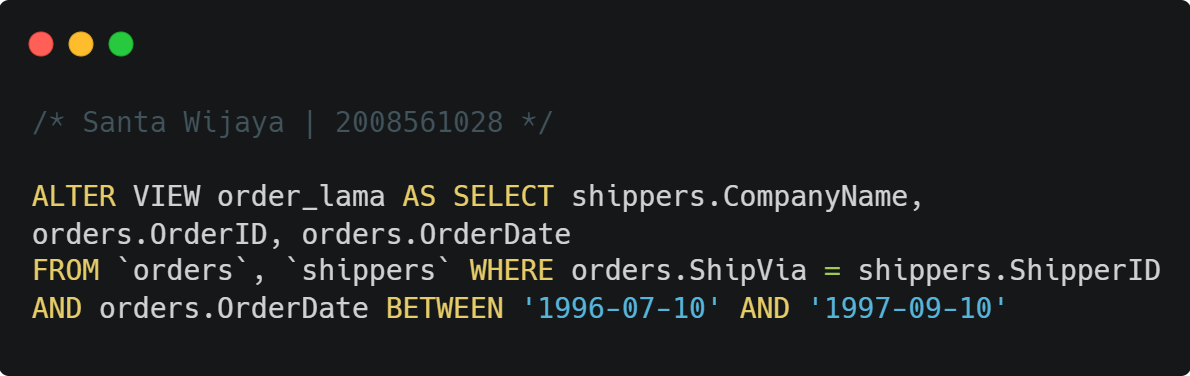 /* Santa Wijaya | 2008561028 */
ALTER VIEW order_lama AS SELECT shippers.CompanyName,
orders.OrderID, orders.OrderDate
FROM `orders`, `shippers` WHERE orders.ShipVia = shippers.ShipperID
AND orders.OrderDate BETWEEN '1996-07-10' AND '1997-09-10'